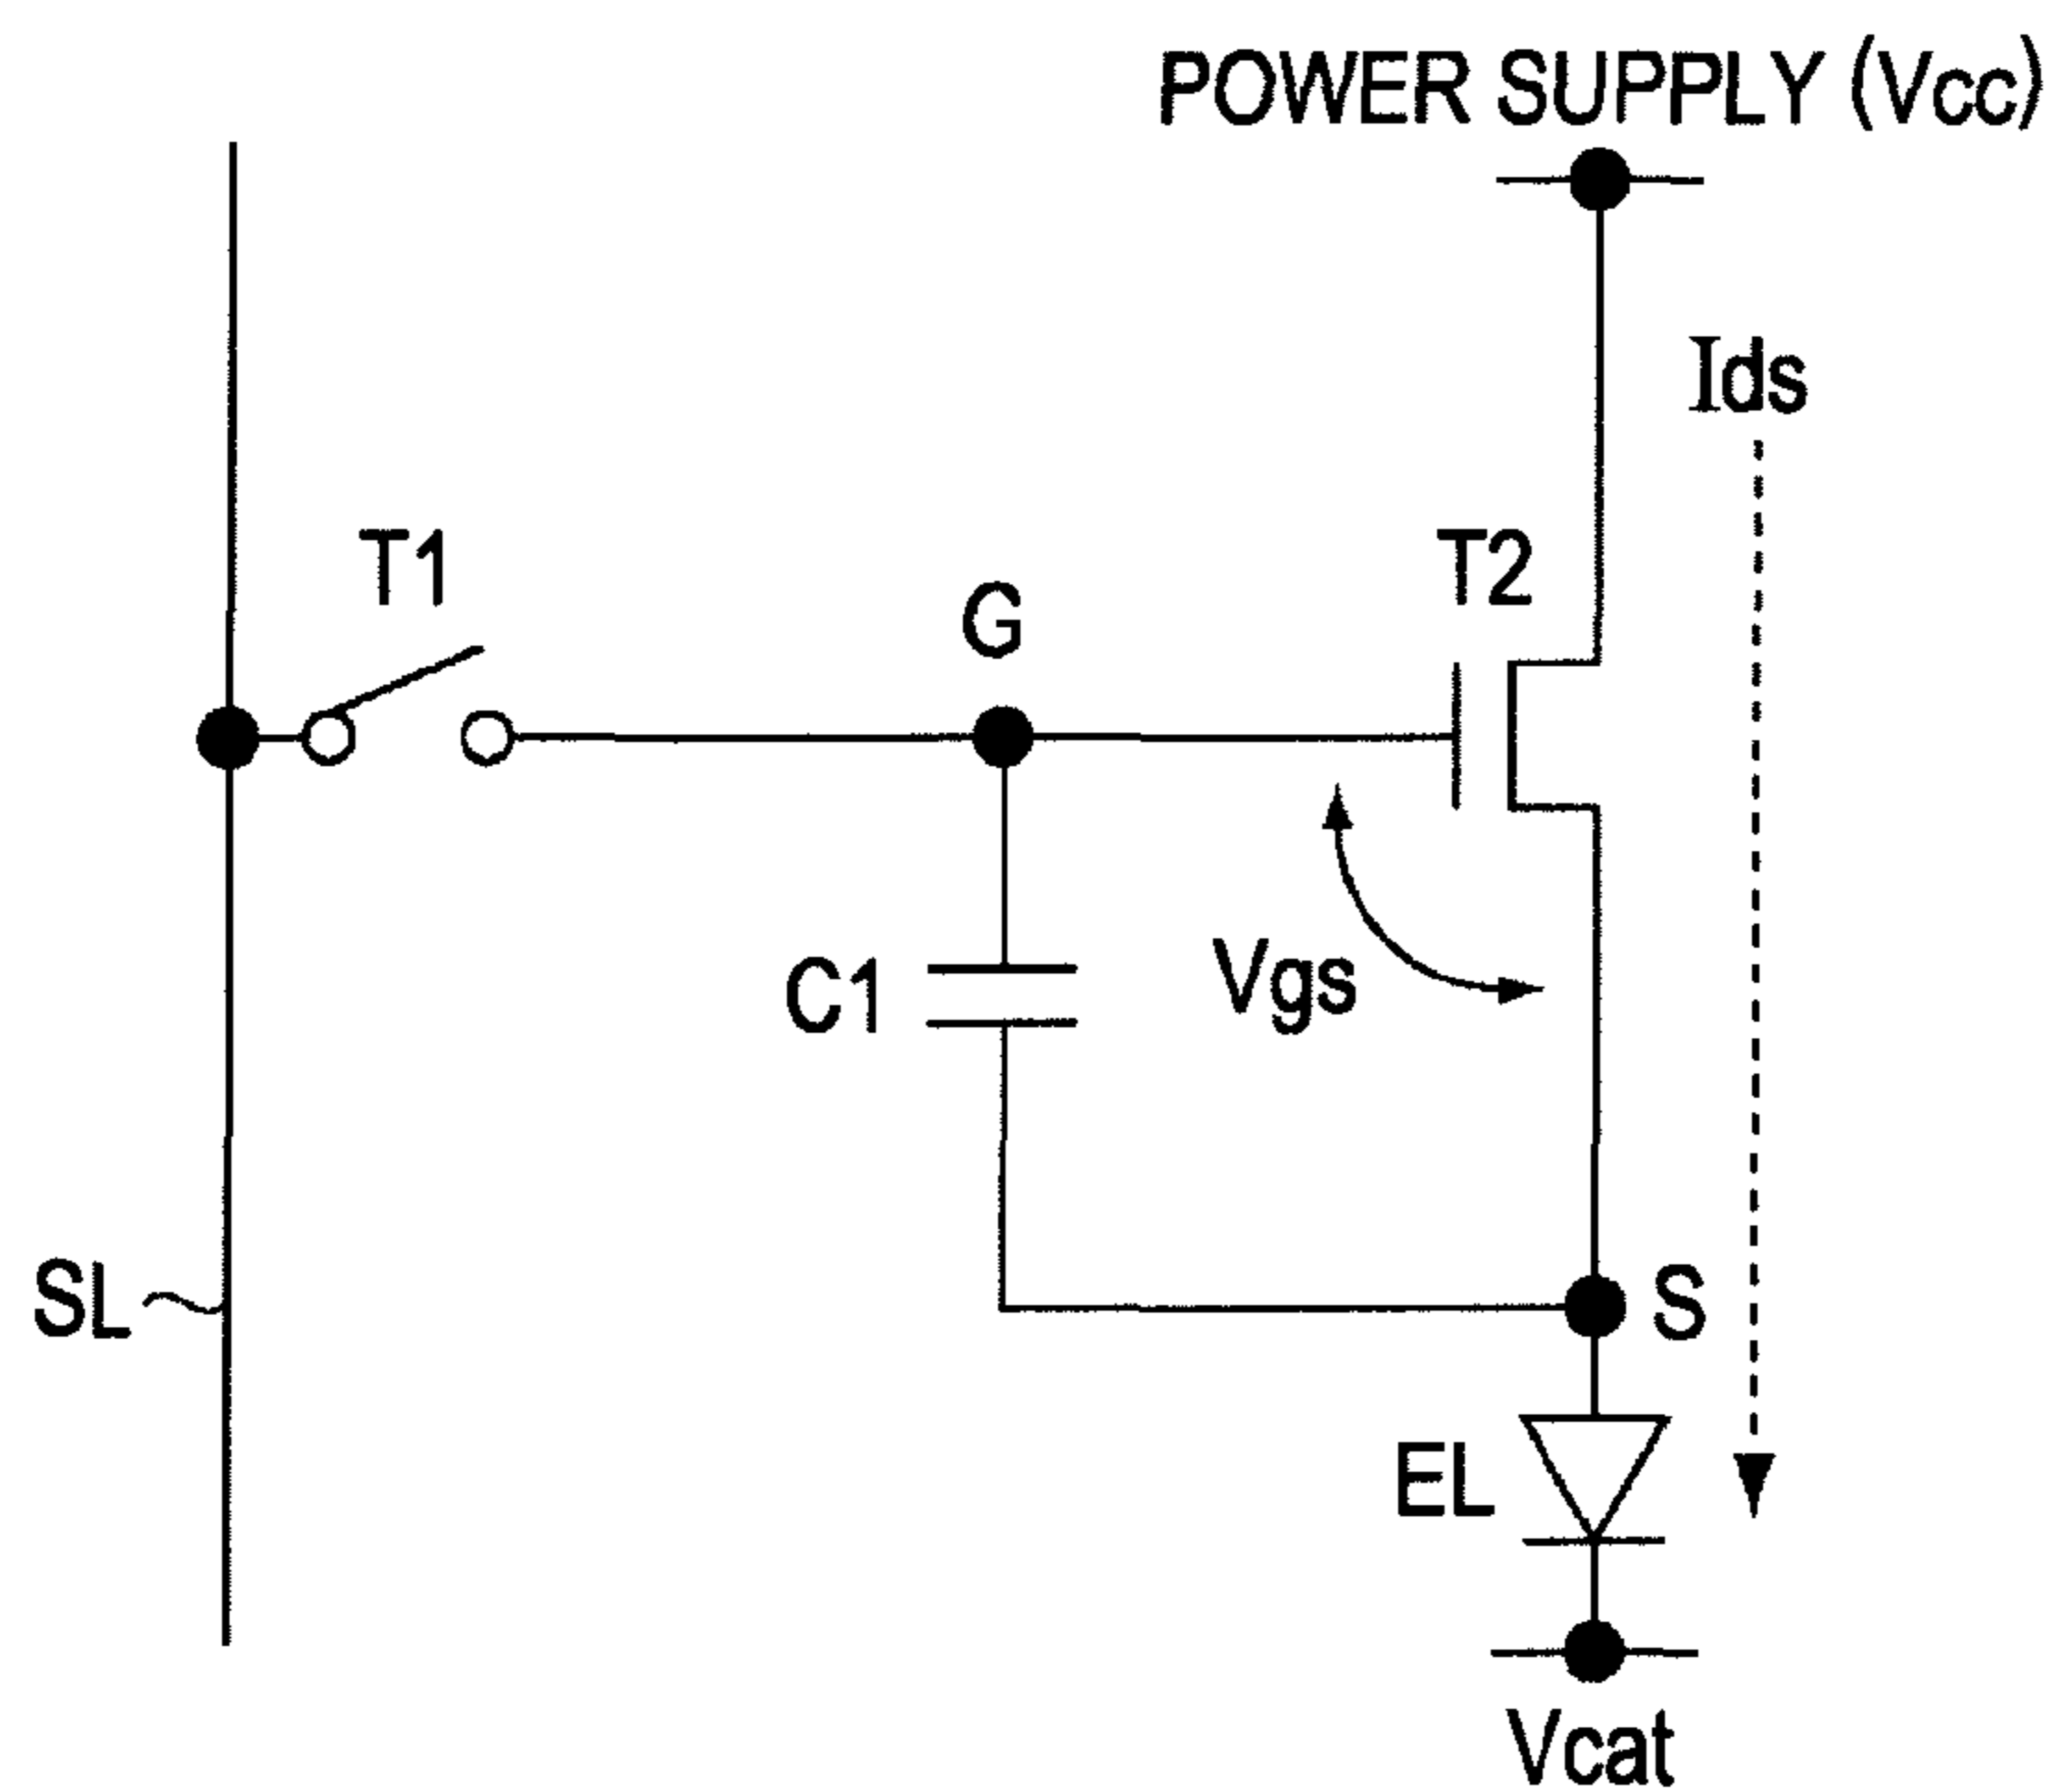 POWER SUPPLY (Vcc)
Ids
T1
T2
G
C1
Vgs
SL
S
EL
Vcat